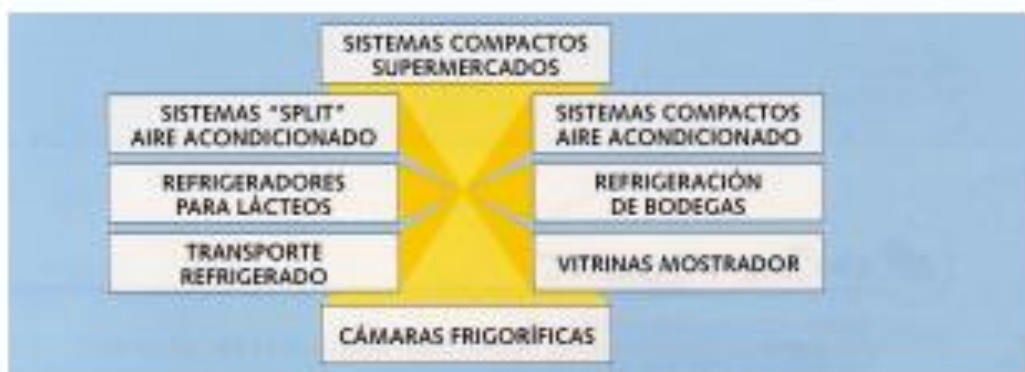 SISTEMAS COMPACTOS
SUPERMERCADOS
SISTEMAS "SPLIT"
AIRE ACONDICIONADO
SISTEMAS COMPACTOS
AIRE ACONDICIONADO
REFRIGERADORES
PARA LÁCTEOS
REFRIGERACIÓN
DE BODEGAS
TRANSPORTE
REFRIGERADO
VITRINAS MOSTRADOR
CÁMARAS FRIGORÍFICAS